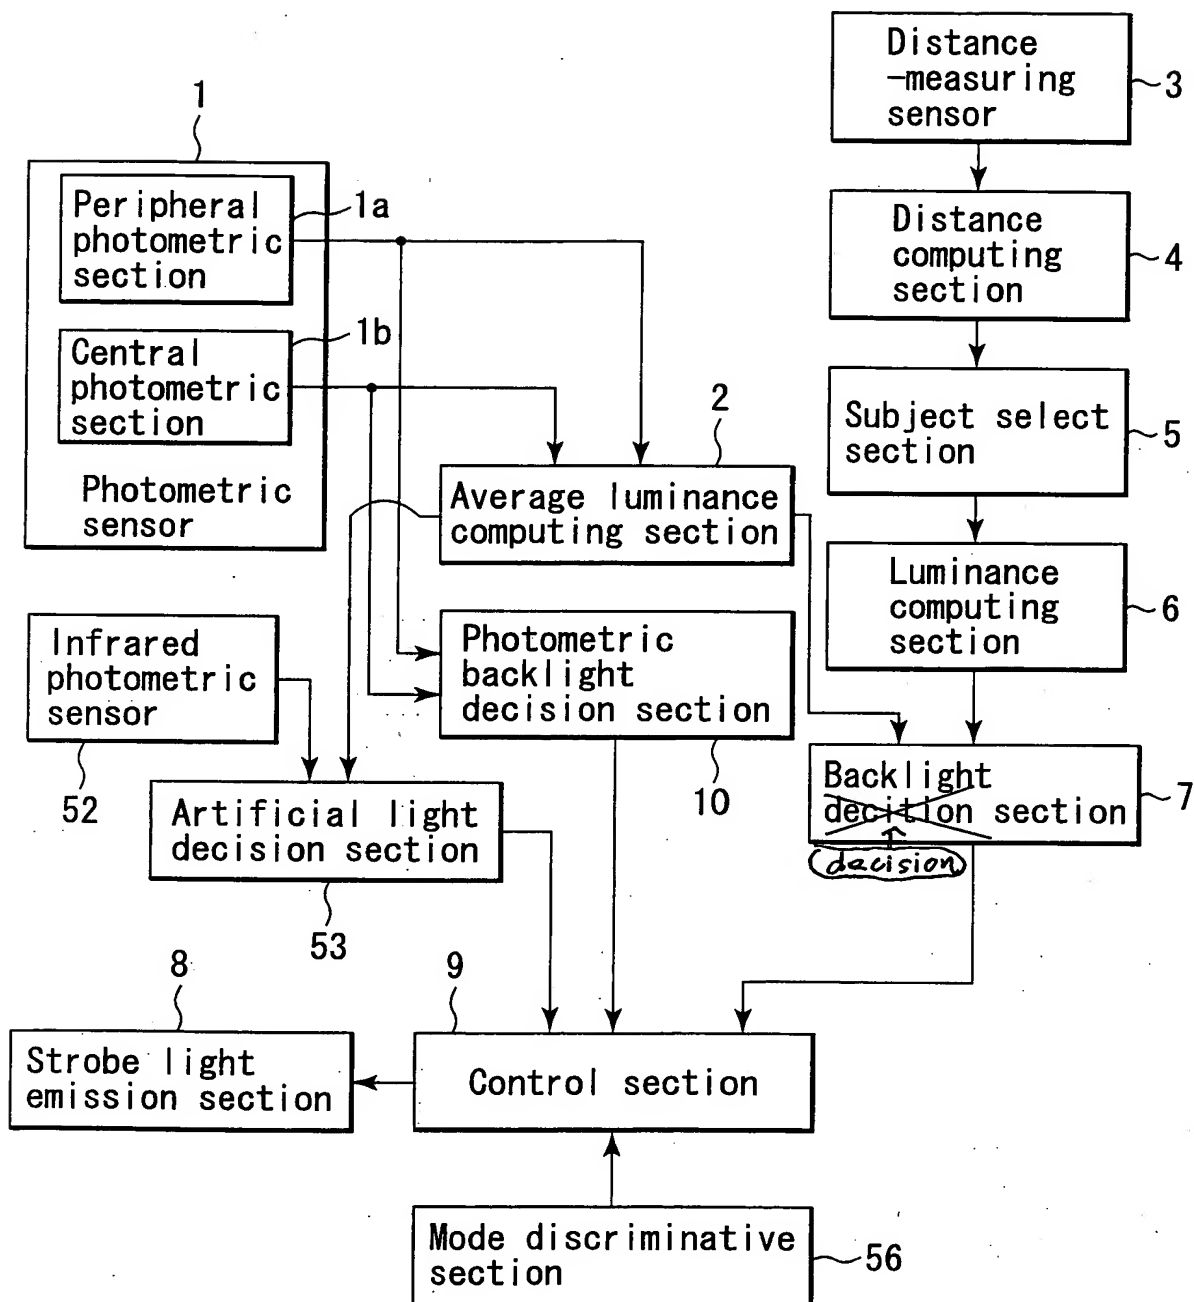 Distance
-measuring
sensor
3
1
Peripheral
photometric
section
1a
Distance
computing
section
4
Central
photometric
section
1b
Photometric
sensor
2
Average luminance
computing section
Subject select
section
5
Luminance
computing
section
6
Infrared
photometric
sensor
52
Photometric
backlight
decision section
10
Backlight
decition section
7
decision
Artificial light
decision section
53
8
Strobe light
emission section
9
Control section
Mode discriminative
section
56